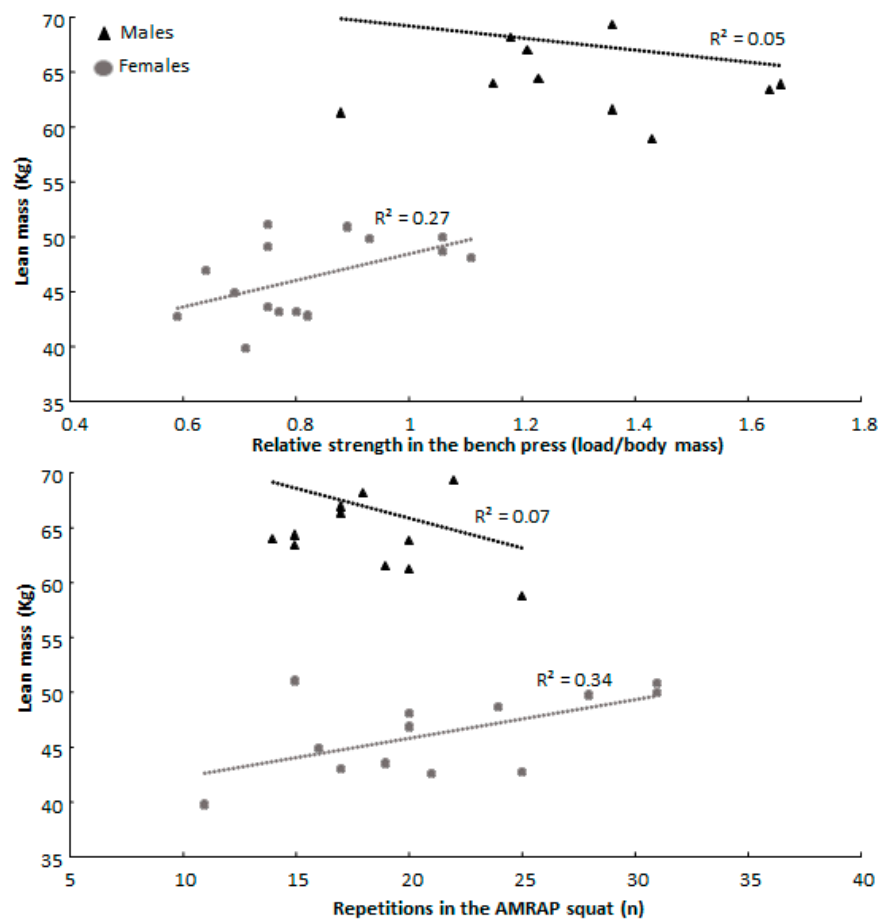 70
Males
R² = 0.05
65
Females
60
55
R² = 0.27
50
45
40
35
Lean mass (Kg)
0.4 0.6 0.8 1 1.2 1.4 1.6 1.8
Relative strength in the bench press (load/body mass)
70
R² = 0.07
65
60
55
R² = 0.34
50
45
40
35
Lean mass (Kg)
5 10 15 20 25 30 35 40
Repetitions in the AMRAP squat (n)